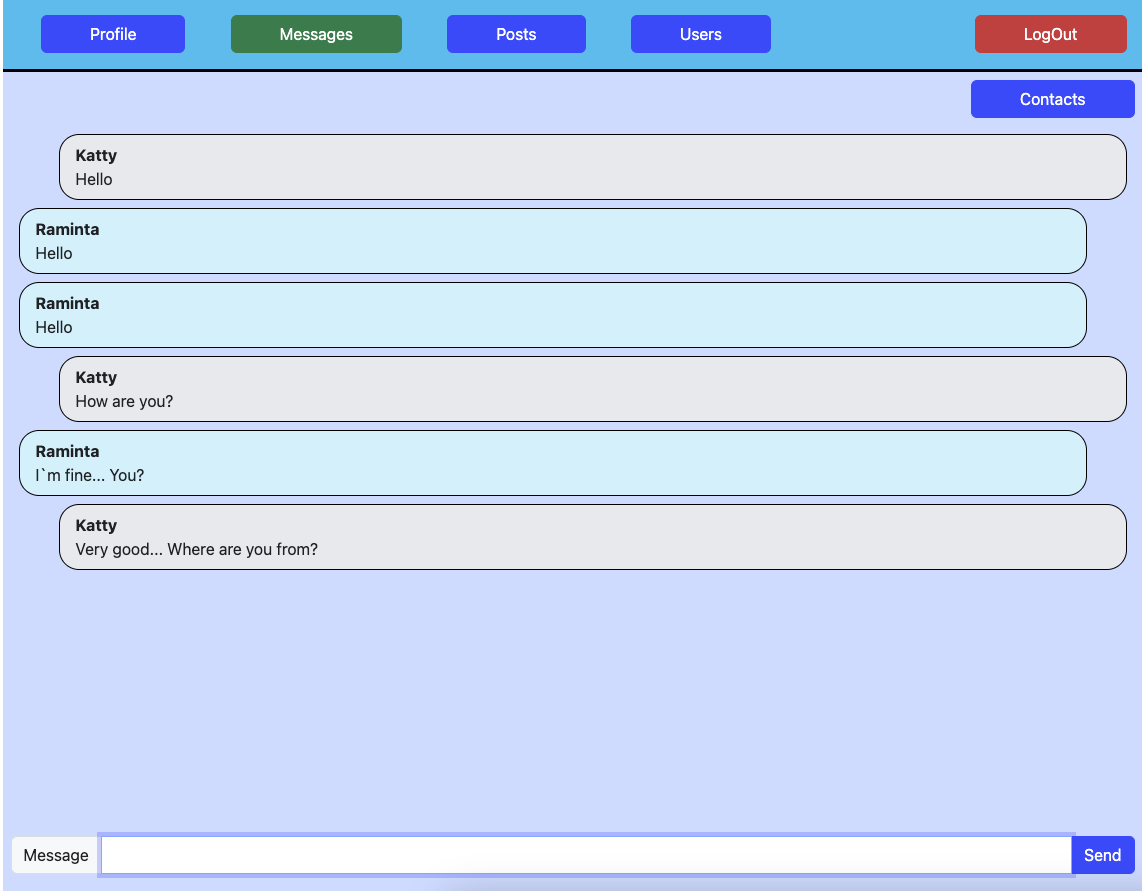 Profile Messages Posts Users LogOut
Contacts
Katty
Hello
Raminta
Hello
Raminta
Hello
Katty
How are you?
Raminta
I`m fine... You?
Katty
Very good... Where are you from?
Message Send